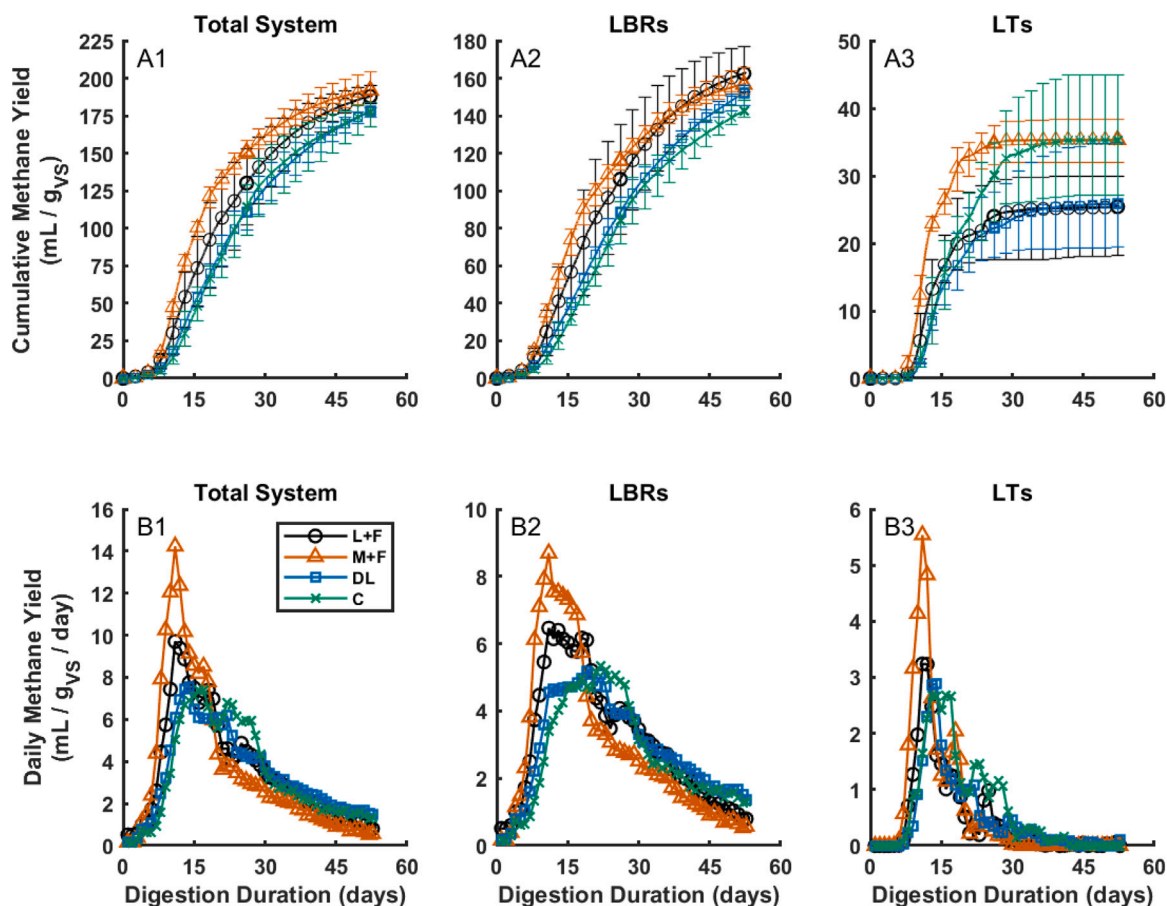 Total System
LBRs
LTs
A1
A2
A3
Cumulative Methane Yield
(mL / gVS)
225
200
175
150
125
100
75
50
25
0
180
160
140
120
100
80
60
40
20
0
50
40
30
20
10
0
0 15 30 45 60
0 15 30 45 60
0 15 30 45 60
Total System
LBRs
LTs
B1
B2
B3
L+F
M+F
DL
C
Daily Methane Yield
(mL / gVS / day)
16
14
12
10
8
6
4
2
0
10
8
6
4
2
0
6
5
4
3
2
1
0
0 15 30 45 60
0 15 30 45 60
0 15 30 45 60
Digestion Duration (days)
Digestion Duration (days)
Digestion Duration (days)